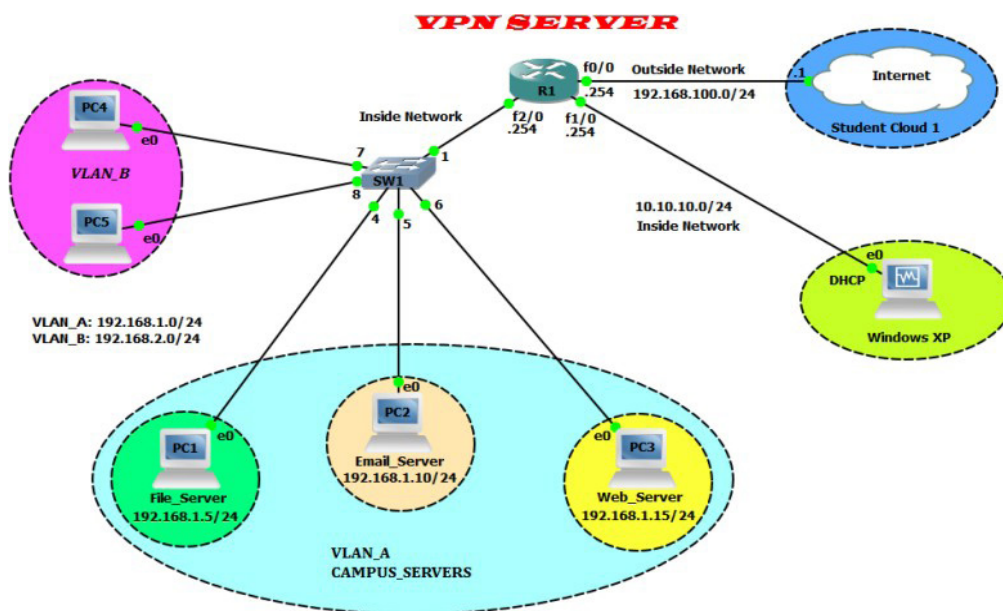 VPN SERVER
f0/0
Outside Network
.1
Internet
.254
192.168.100.0/24
R1
Student Cloud 1
f2/0
f1/0
.254
.254
Inside Network
PC4
e0
7
1
VLAN_B
SW1
8
4
5
6
PC5
e0
10.10.10.0/24
Inside Network
e0
DHCP
Windows XP
VLAN_A: 192.168.1.0/24
VLAN_B: 192.168.2.0/24
e0
PC2
e0
e0
PC1
PC3
Email_Server
192.168.1.10/24
File_Server
192.168.1.5/24
Web_Server
192.168.1.15/24
VLAN_A
CAMPUS_SERVERS